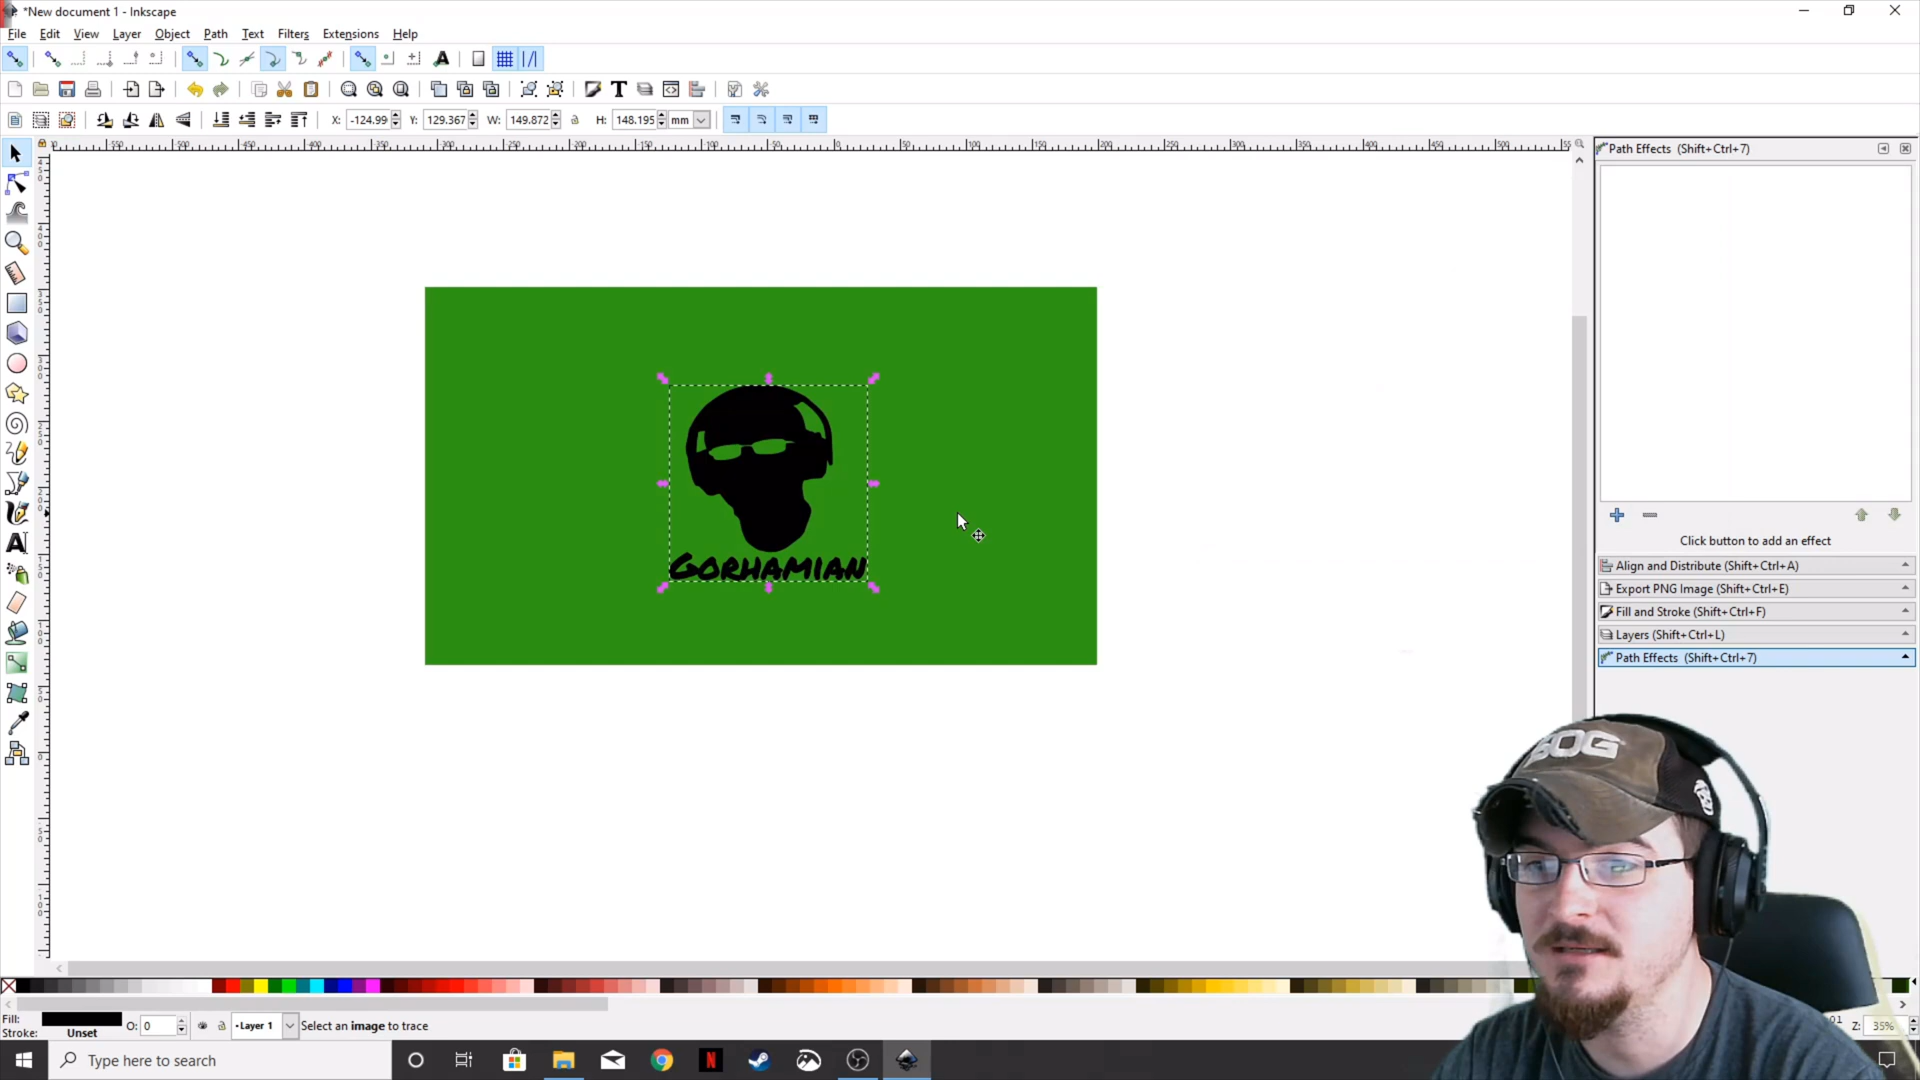 *New document 1 - Inkscape
File Edit View Layer Object Path Text Filters Extensions Help
X: -124.99 Y: 129.367 W: 149.872 H: 148.195 mm
Path Effects (Shift+Ctrl+7)
GORHAMIAN
Click button to add an effect
Align and Distribute (Shift+Ctrl+A)
Export PNG Image (Shift+Ctrl+E)
Fill and Stroke (Shift+Ctrl+F)
Layers (Shift+Ctrl+L)
Path Effects (Shift+Ctrl+7)
SOG
Fill:
Stroke: Unset
O: 0
•Layer 1
Select an image to trace
Z: 35%
Type here to search